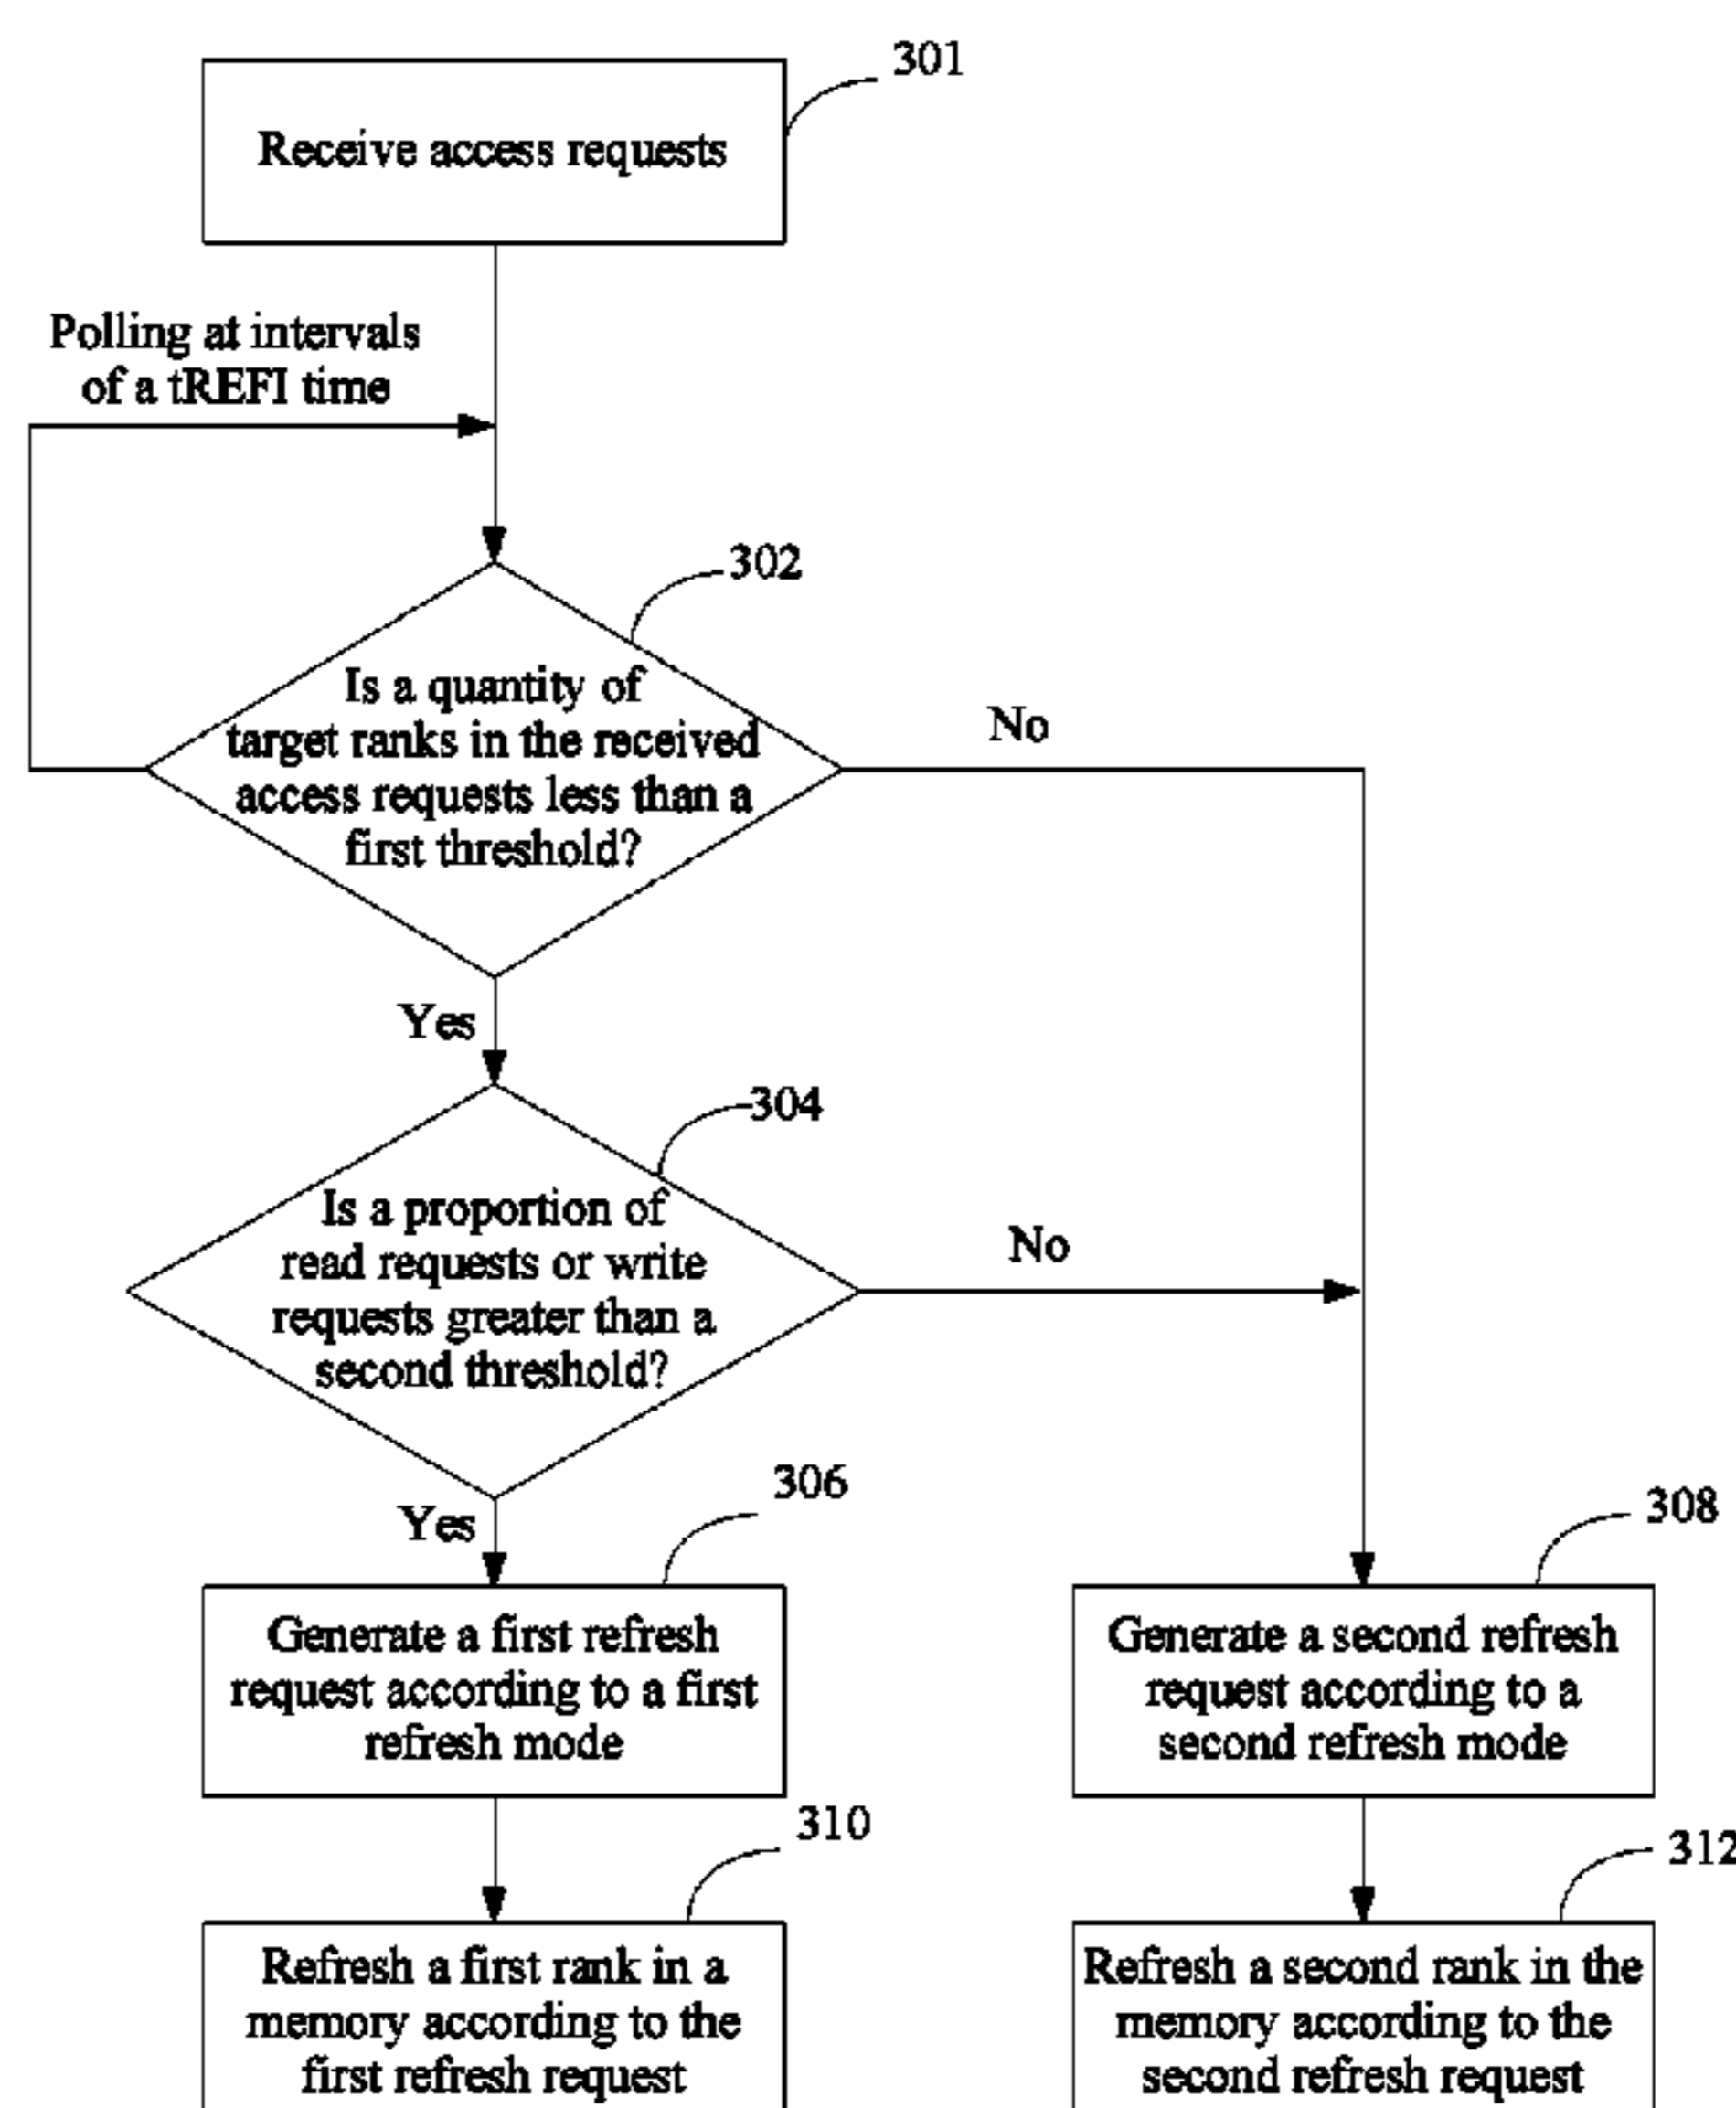 301
Receive access requests
Polling at intervals
of a tREFI time
302
Is a quantity of
target ranks in the received
access requests less than a
first threshold?
No
Yes
304
Is a proportion of
read requests or write
requests greater than a
second threshold?
No
Yes
306
308
Generate a first refresh
request according to a first
refresh mode
Generate a second refresh
request according to a
second refresh mode
310
312
Refresh a first rank in a
memory according to the
first refresh request
Refresh a second rank in the
memory according to the
second refresh request